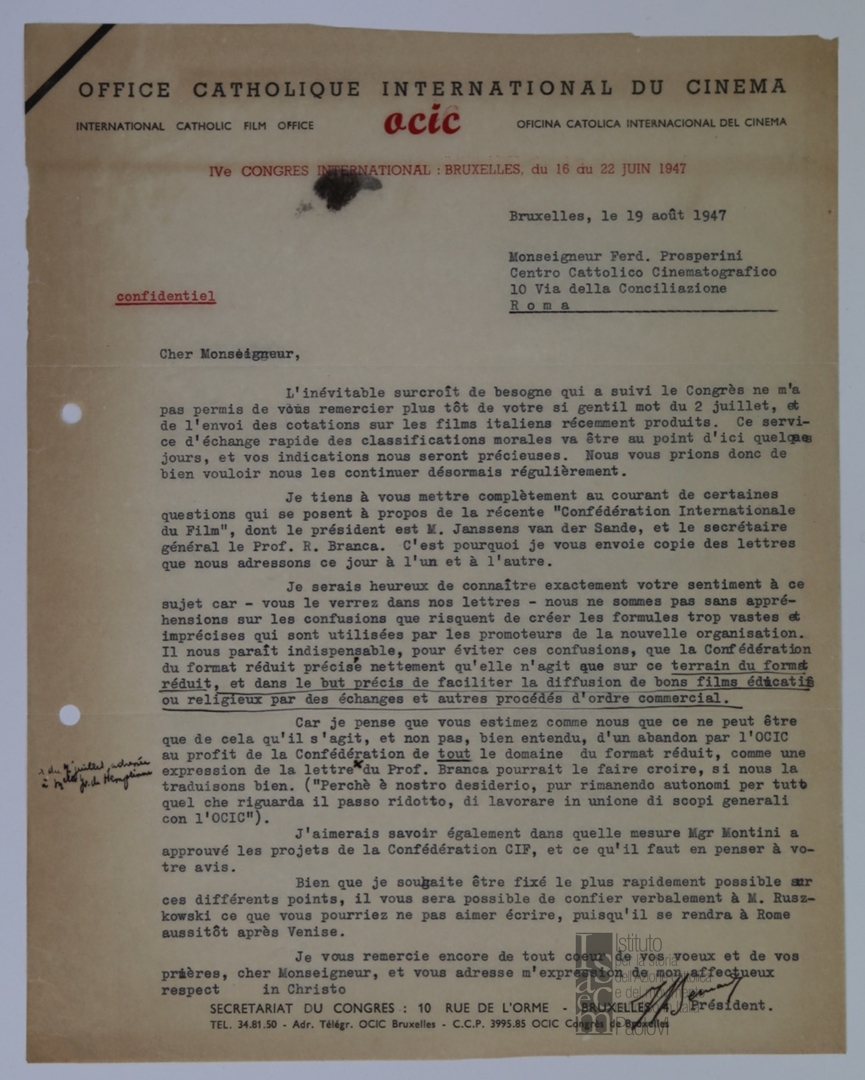 OFFICE CATHOLIQUE INTERNATIONAL DU CINEMA
INTERNATIONAL CATHOLIC FILM OFFICE
ocic
OFICINA CATOLICA INTERNACIONAL DEL CINEMA
IVe CONGRES INTERNATIONAL : BRUXELLES, du 16 au 22 JUIN 1947
Bruxelles, le 19 août 1947
Monseigneur Ferd. Prosperini
Centro Cattolico Cinematografico
10 Via della Conciliazione
Roma
confidentiel
Cher Monseigneur,
L'inévitable surcroît de besogne qui a suivi le Congrès ne m'a
pas permis de vous remercier plus tôt de votre si gentil mot du 2 juillet, et
de l'envoi des cotations sur les films italiens récemment produits. Ce servi-
ce d'échange rapide des classifications morales va être au point d'ici quelques
jours, et vos indications nous seront précieuses. Nous vous prions donc de
bien vouloir nous les continuer désormais régulièrement.
Je tiens à vous mettre complètement au courant de certaines
questions qui se posent à propos de la récente "Confédération Internationale
du Film", dont le président est M. Janssens van der Sande, et le secrétaire
général le Prof. R. Branca. C'est pourquoi je vous envoie copie des lettres
que nous adressons ce jour à l'un et à l'autre.
Je serais heureux de connaître exactement votre sentiment à ce
sujet car - vous le verrez dans nos lettres - nous ne sommes pas sans appré-
hensions sur les confusions que risquent de créer les formules trop vastes et
imprécises qui sont utilisées par les promoteurs de la nouvelle organisation.
Il nous paraît indispensable, pour éviter ces confusions, que la Confédération
du format réduit précisé nettement qu'elle n'agit que sur ce terrain du format
réduit, et dans le but précis de faciliter la diffusion de bons films éducatifs
ou religieux par des échanges et autres procédés d'ordre commercial.
Car je pense que vous estimez comme nous que ce ne peut être
que de cela qu'il s'agit, et non pas, bien entendu, d'un abandon par l'OCIC
au profit de la Confédération de tout le domaine du format réduit, comme une
expression de la lettre x du Prof. Branca pourrait le faire croire, si nous la
traduisons bien. ("Perchè è nostro desiderio, pur rimanendo autonomi per tutto
quel che riguarda il passo ridotto, di lavorare in unione di scopi generali
con l'OCIC").
x du juillet, adressée
à Mlle
J'aimerais savoir également dans quelle mesure Mgr Montini a
approuvé les projets de la Confédération CIF, et ce qu'il faut en penser à vo-
tre avis.
Bien que je souhaite être fixé le plus rapidement possible sur
ces différents points, il vous sera possible de confier verbalement à M. Rusz-
kowski ce que vous pourriez ne pas aimer écrire, puisqu'il se rendra à Rome
aussitôt après Venise.
Je vous remercie encore de tout coeur de vos voeux et de vos
prières, cher Monseigneur, et vous adresse m'expression de mon affectueux
respect in Christo
Président.
SECRETARIAT DU CONGRES : 10 RUE DE L'ORME - BRUXELLES 4
TEL. 34.81.50 - Adr. Télégr. OCIC Bruxelles - C.C.P. 3995.85 OCIC Congrès de Bruxelles
Istituto
per la storia
dell'Azione cattolica
e del movimento
cattolico in Italia
Paolo VI